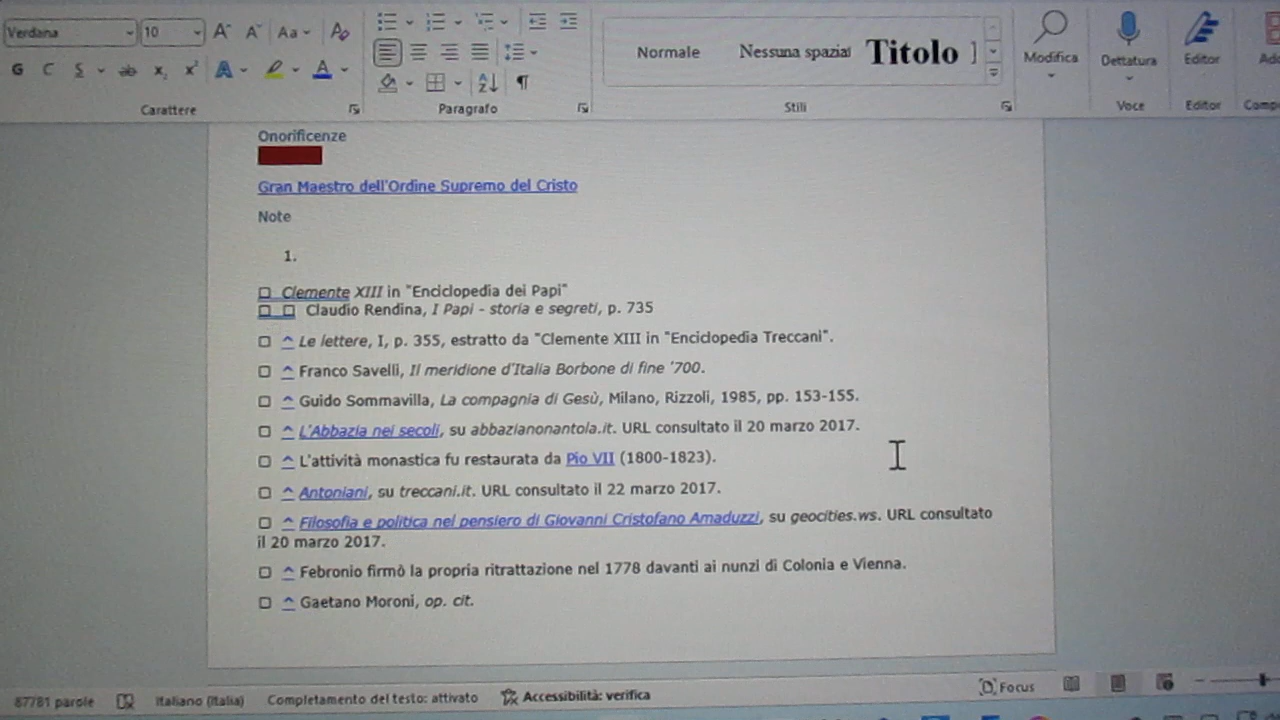 Verdana
10
Aa
G C S ab x₂ x²
A A
Carattere
Paragrafo
Normale
Nessuna spaziat
Titolo
Stili
Modifica
Dettatura
Voce
Editor
Editor
Onorificenze
Gran Maestro dell'Ordine Supremo del Cristo
Note
1.
Clemente XIII in "Enciclopedia dei Papi"
Claudio Rendina, I Papi - storia e segreti, p. 735
^ Le lettere, I, p. 355, estratto da "Clemente XIII in "Enciclopedia Treccani".
^ Franco Savelli, Il meridione d'Italia Borbone di fine '700.
^ Guido Sommavilla, La compagnia di Gesù, Milano, Rizzoli, 1985, pp. 153-155.
^ L'Abbazia nei secoli, su abbazianonantola.it. URL consultato il 20 marzo 2017.
^ L'attività monastica fu restaurata da Pio VII (1800-1823).
^ Antoniani, su treccani.it. URL consultato il 22 marzo 2017.
^ Filosofia e politica nel pensiero di Giovanni Cristofano Amaduzzi, su geocities.ws. URL consultato
il 20 marzo 2017.
^ Febronio firmò la propria ritrattazione nel 1778 davanti ai nunzi di Colonia e Vienna.
^ Gaetano Moroni, op. cit.
87781 parole
Italiano (Italia)
Completamento del testo: attivato
Accessibilità: verifica
Focus